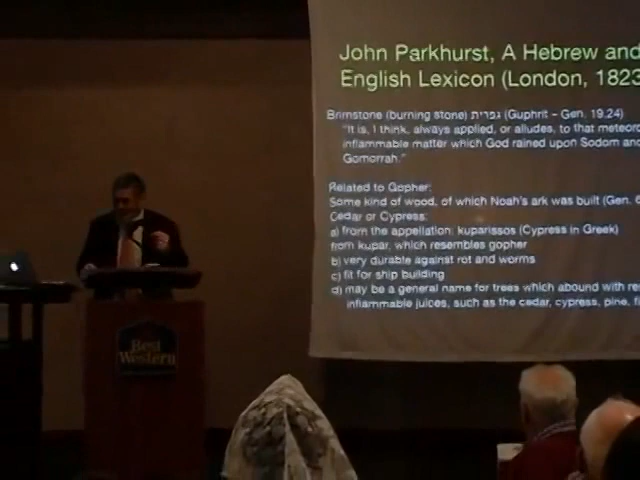 John Parkhurst, A Hebrew and
English Lexicon (London, 1823
Brimstone (burning stone) גפרית (Guphrit - Gen. 19.24)
"It is, I think, always applied, or alludes, to that meteoro
inflammable matter which God rained upon Sodom and
Gomorrah."
Related to Gopher:
Some kind of wood, of which Noah's ark was built (Gen. 6
Cedar or Cypress:
a) from the appellation: kuparissos (Cypress in Greek)
from kupar, which resembles gopher
b) very durable against rot and worms
c) fit for ship building
d) may be a general name for trees which abound with res
inflammable juices, such as the cedar, cypress, pine, fi
Best
Western